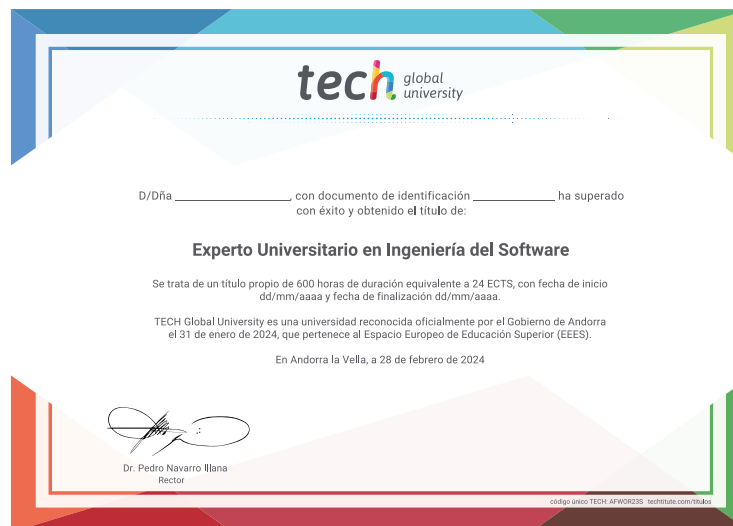 tech global university
D/Dña ________________, con documento de identificación ____________ ha superado
con éxito y obtenido el título de:
Experto Universitario en Ingeniería del Software
Se trata de un título propio de 600 horas de duración equivalente a 24 ECTS, con fecha de inicio
dd/mm/aaaa y fecha de finalización dd/mm/aaaa.
TECH Global University es una universidad reconocida oficialmente por el Gobierno de Andorra
el 31 de enero de 2024, que pertenece al Espacio Europeo de Educación Superior (EEES).
En Andorra la Vella, a 28 de febrero de 2024
Dr. Pedro Navarro Illana
Rector
código único TECH: AFWOR23S techtitute.com/titulos